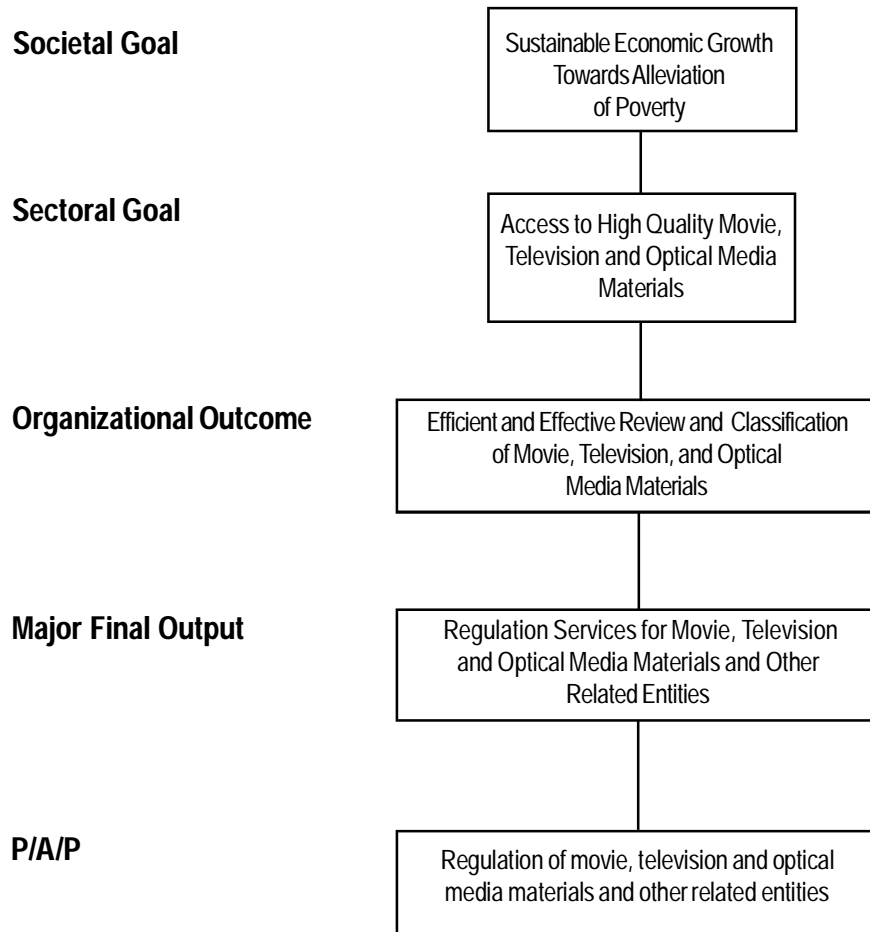 Societal Goal
Sustainable Economic Growth
Towards Alleviation
of Poverty
Sectoral Goal
Access to High Quality Movie,
Television and Optical Media
Materials
Organizational Outcome
Efficient and Effective Review and Classification
of Movie, Television, and Optical
Media Materials
Major Final Output
Regulation Services for Movie, Television
and Optical Media Materials and Other
Related Entities
P/A/P
Regulation of movie, television and optical
media materials and other related entities